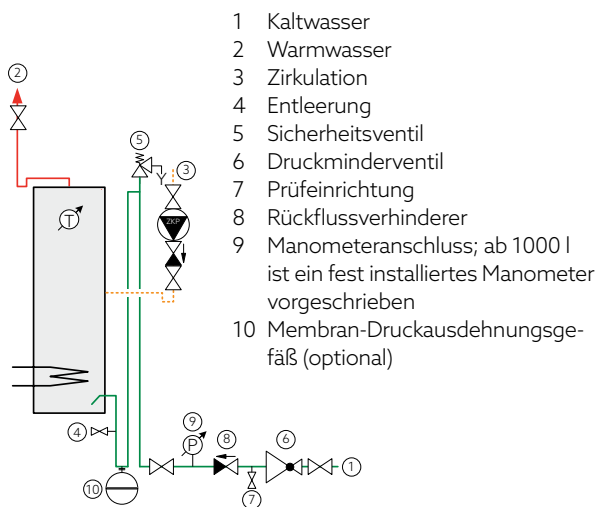 1 Kaltwasser
2 Warmwasser
3 Zirkulation
4 Entleerung
5 Sicherheitsventil
6 Druckminderventil
7 Prüfeinrichtung
8 Rückflussverhinderer
9 Manometeranschluss; ab 1000 l
ist ein fest installiertes Manometer
vorgeschrieben
10 Membran-Druckausdehnungsge-
fäß (optional)
2
5
3
T
ZKP
9
P
8
6
1
4
10
7